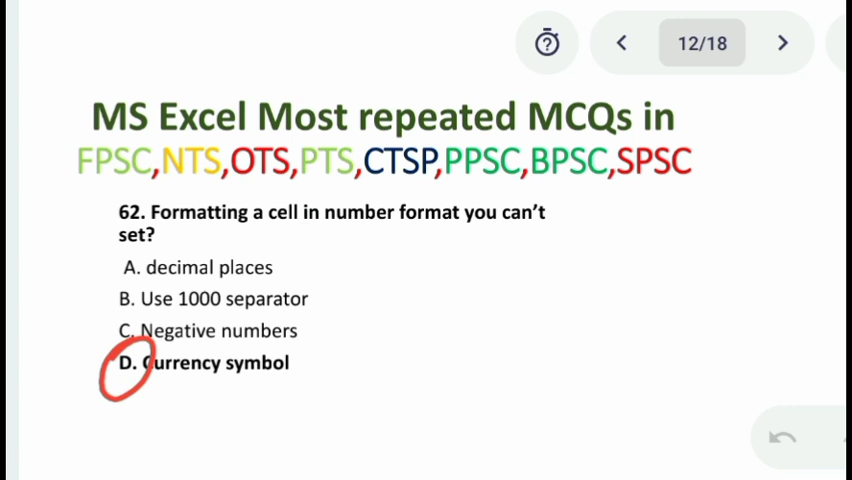 12/18
MS Excel Most repeated MCQs in
FPSC,NTS,OTS,PTS,CTSP,PPSC,BPSC,SPSC
62. Formatting a cell in number format you can't
set?
A. decimal places
B. Use 1000 separator
C. Negative numbers
D. Currency symbol